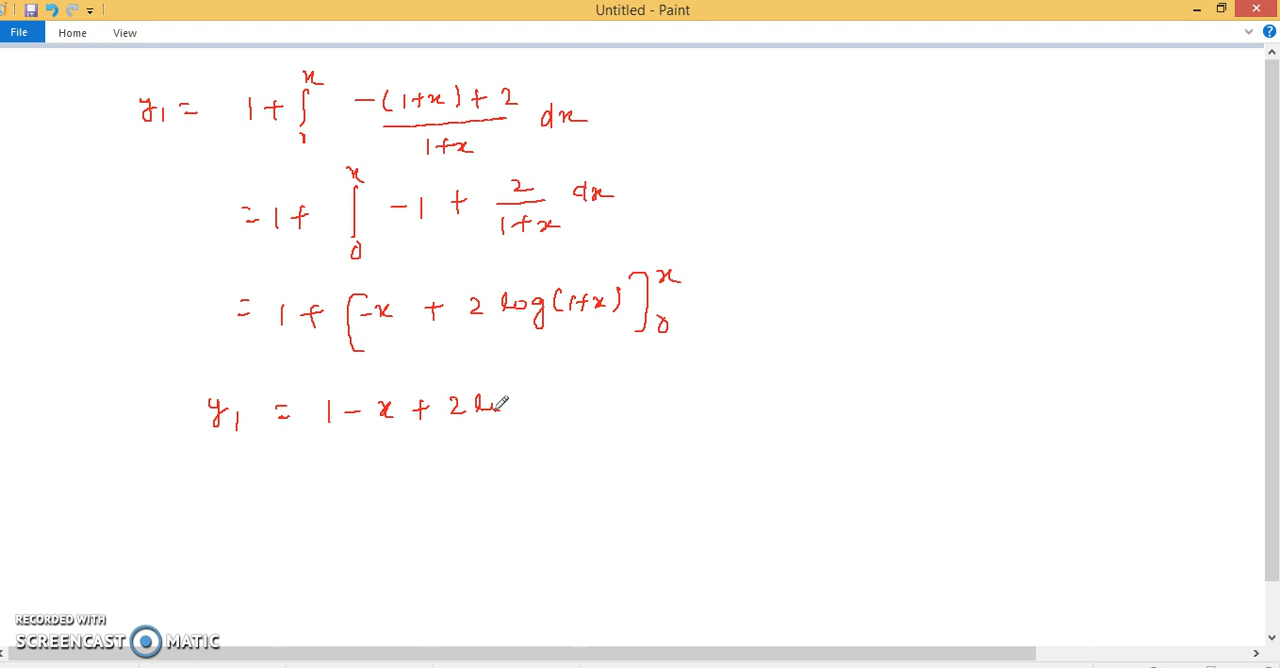 Untitled - Paint
File Home View
y₁ = 1 + ∫ˣ -(1+x)+2 / 1+x dx
= 1 + ∫₀ˣ -1 + 2 / 1+x dx
= 1 + [-x + 2 log(1+x)]₀ˣ
y₁ = 1 - x + 2 lo
RECORDED WITH
SCREENCAST MATIC